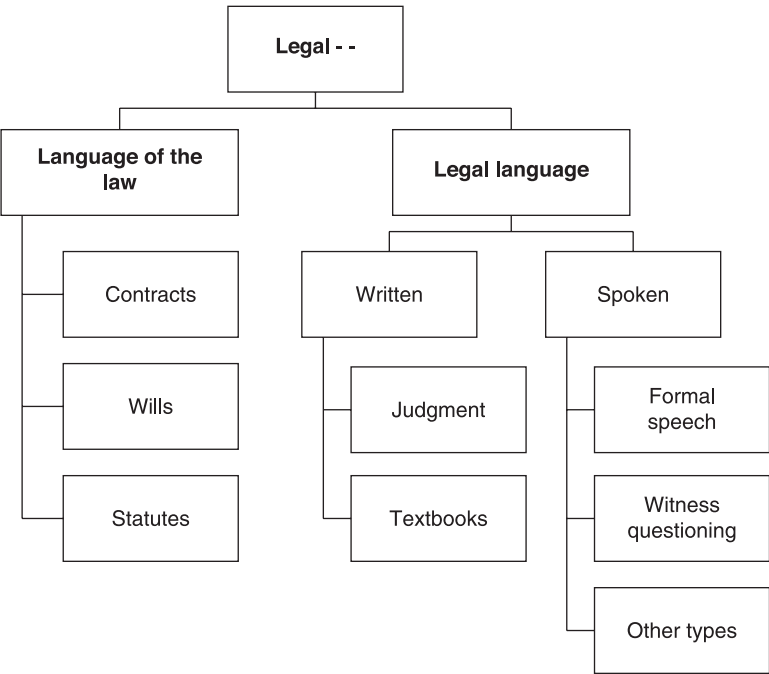 Legal - -
Language of the
law
Legal language
Contracts
Wills
Statutes
Written
Judgment
Textbooks
Spoken
Formal
speech
Witness
questioning
Other types